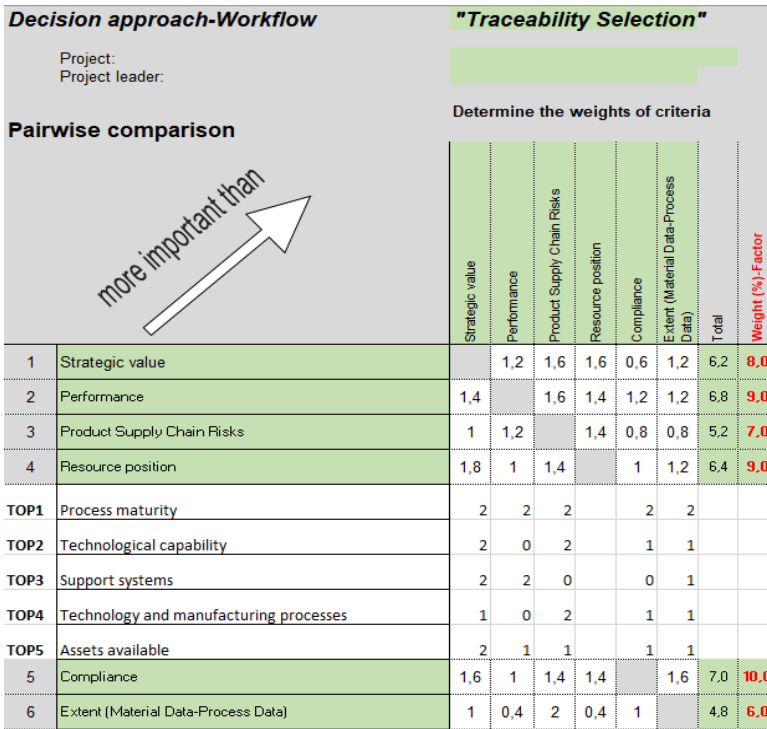 Decision approach-Workflow "Traceability Selection"
Project:
Project leader:
Determine the weights of criteria
Pairwise comparison
more important than
Strategic value
Performance
Product Supply Chain Risks
Resource position
Compliance
Extent (Material Data-Process
Data)
Total
Weight (%)-Factor
1 Strategic value 1,2 1,6 1,6 0,6 1,2 6,2 8,0
2 Performance 1,4 1,6 1,4 1,2 1,2 6,8 9,0
3 Product Supply Chain Risks 1 1,2 1,4 0,8 0,8 5,2 7,0
4 Resource position 1,8 1 1,4 1 1,2 6,4 9,0
TOP1 Process maturity 2 2 2 2 2
TOP2 Technological capability 2 0 2 1 1
TOP3 Support systems 2 2 0 0 1
TOP4 Technology and manufacturing processes 1 0 2 1 1
TOP5 Assets available 2 1 1 1 1
5 Compliance 1,6 1 1,4 1,4 1,6 7,0 10,0
6 Extent (Material Data-Process Data) 1 0,4 2 0,4 1 4,8 6,0